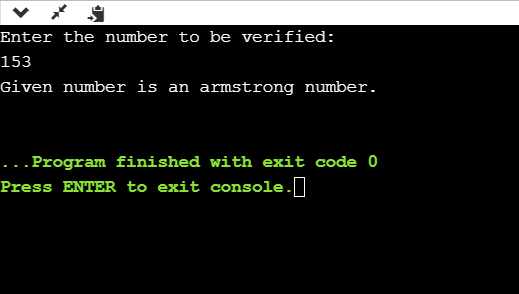 Enter the number to be verified:
153
Given number is an armstrong number.
...Program finished with exit code 0
Press ENTER to exit console.